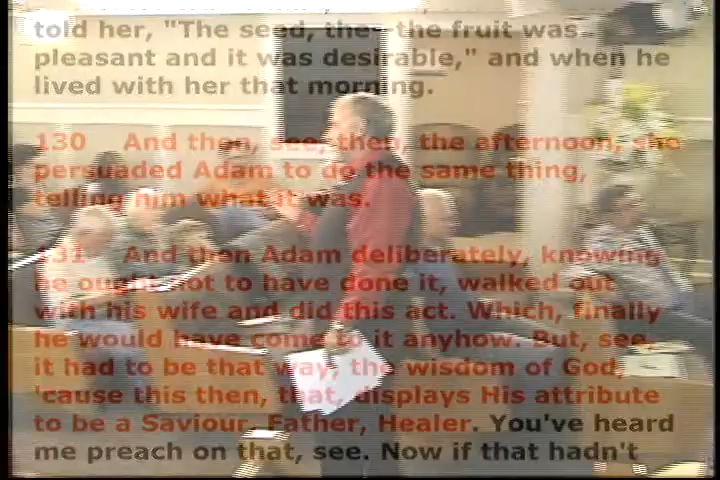 told her, "The seed, the--the fruit was
pleasant and it was desirable," and when he
lived with her that morning.
130 And then, see, then, the afternoon, she
persuaded Adam to do the same thing,
telling him what it was.
131 And then Adam deliberately, knowing
he ought not to have done it, walked out
with his wife and did this act. Which, finally
he would have come to it anyhow. But, see,
it had to be that way, the wisdom of God,
'cause this then, that, displays His attribute
to be a Saviour, Father, Healer. You've heard
me preach on that, see. Now if that hadn't